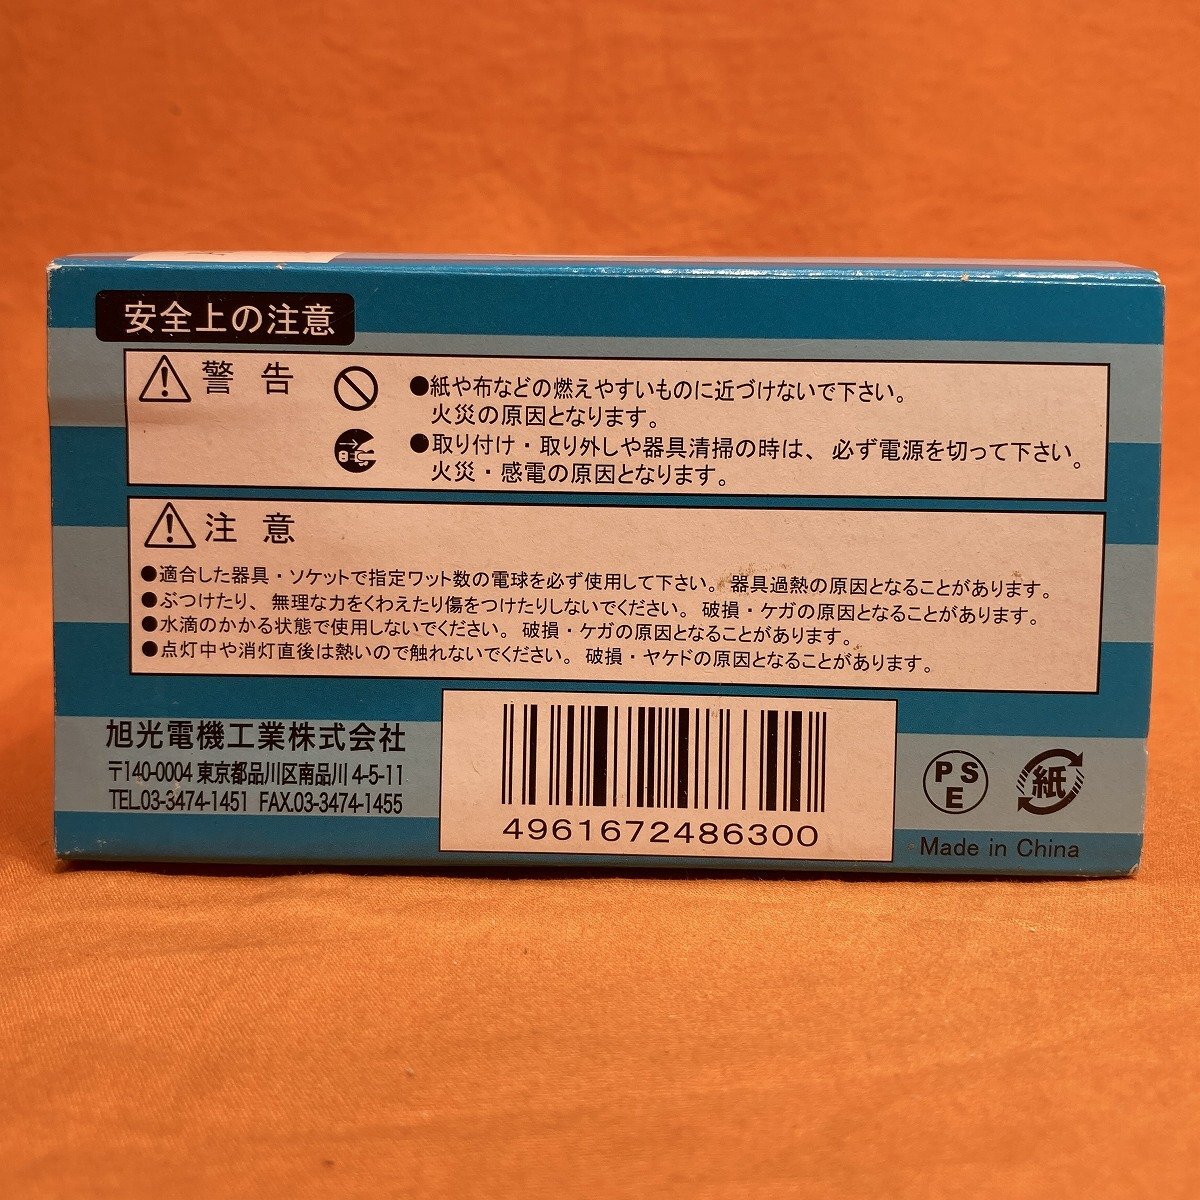 安全上の注意
警告
●紙や布などの燃えやすいものに近づけないで下さい。
火災の原因となります。
●取り付け・取り外しや器具清掃の時は、必ず電源を切って下さい。
火災・感電の原因となります。
注意
●適合した器具・ソケットで指定ワット数の電球を必ず使用して下さい。器具過熱の原因となることがあります。
●ぶつけたり、無理な力をくわえたり傷をつけたりしないでください。破損・ケガの原因となることがあります。
●水滴のかかる状態で使用しないでください。破損・ケガの原因となることがあります。
●点灯中や消灯直後は熱いので触れないでください。破損・ヤケドの原因となることがあります。
旭光電機工業株式会社
〒140-0004 東京都品川区南品川 4-5-11
TEL.03-3474-1451 FAX.03-3474-1455
4961672486300
PS
E
紙
Made in China